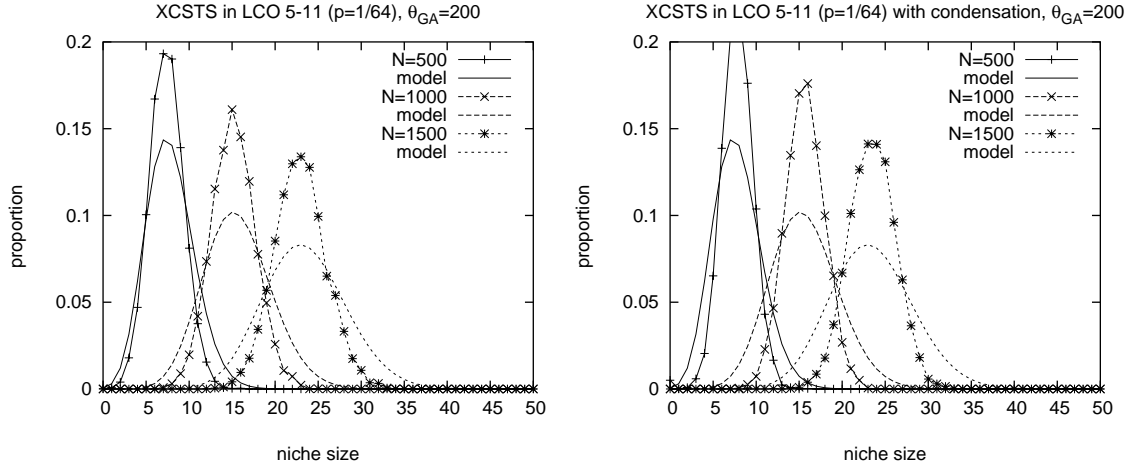 XCSTS in LCO 5-11 (p=1/64), θGA=200
proportion
0.2
0.15
0.1
0.05
0
0 5 10 15 20 25 30 35 40 45 50
niche size
N=500
model
N=1000
model
N=1500
model
XCSTS in LCO 5-11 (p=1/64) with condensation, θGA=200
proportion
0.2
0.15
0.1
0.05
0
0 5 10 15 20 25 30 35 40 45 50
niche size
N=500
model
N=1000
model
N=1500
model